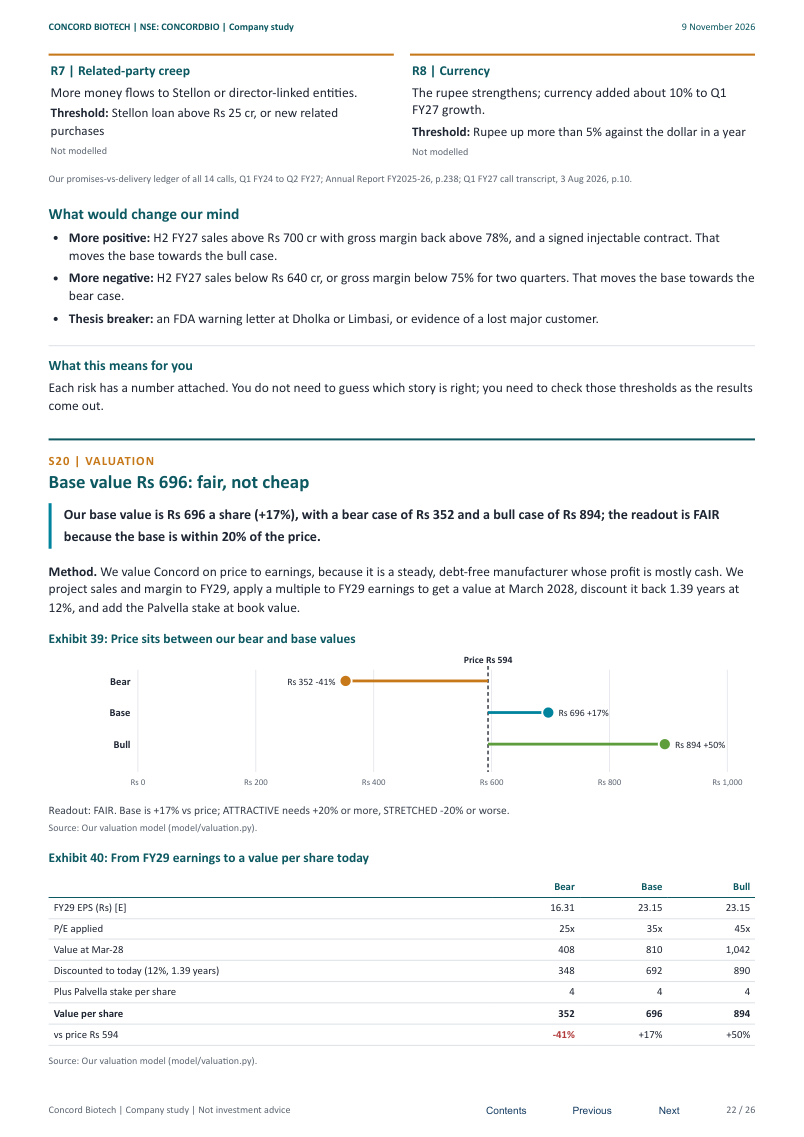 CONCORD BIOTECH | NSE: CONCORDBIO | Company study
9 November 2026
R7 | Related-party creep
More money flows to Stellon or director-linked entities.
Threshold: Stellon loan above Rs 25 cr, or new related
purchases
Not modelled
R8 | Currency
The rupee strengthens; currency added about 10% to Q1
FY27 growth.
Threshold: Rupee up more than 5% against the dollar in a year
Not modelled
Our promises-vs-delivery ledger of all 14 calls, Q1 FY24 to Q2 FY27; Annual Report FY2025-26, p.238; Q1 FY27 call transcript, 3 Aug 2026, p.10.
What would change our mind
• More positive: H2 FY27 sales above Rs 700 cr with gross margin back above 78%, and a signed injectable contract. That
moves the base towards the bull case.
• More negative: H2 FY27 sales below Rs 640 cr, or gross margin below 75% for two quarters. That moves the base towards the
bear case.
• Thesis breaker: an FDA warning letter at Dholka or Limbasi, or evidence of a lost major customer.
What this means for you
Each risk has a number attached. You do not need to guess which story is right; you need to check those thresholds as the results
come out.
S20 | VALUATION
Base value Rs 696: fair, not cheap
Our base value is Rs 696 a share (+17%), with a bear case of Rs 352 and a bull case of Rs 894; the readout is FAIR
because the base is within 20% of the price.
Method. We value Concord on price to earnings, because it is a steady, debt-free manufacturer whose profit is mostly cash. We
project sales and margin to FY29, apply a multiple to FY29 earnings to get a value at March 2028, discount it back 1.39 years at
12%, and add the Palvella stake at book value.
Exhibit 39: Price sits between our bear and base values
Price Rs 594
Bear
Rs 352 -41%
Base
Rs 696 +17%
Bull
Rs 894 +50%
Rs 0
Rs 200
Rs 400
Rs 600
Rs 800
Rs 1,000
Readout: FAIR. Base is +17% vs price; ATTRACTIVE needs +20% or more, STRETCHED -20% or worse.
Source: Our valuation model (model/valuation.py).
Exhibit 40: From FY29 earnings to a value per share today
Bear Base Bull
FY29 EPS (Rs) [E] 16.31 23.15 23.15
P/E applied 25x 35x 45x
Value at Mar-28 408 810 1,042
Discounted to today (12%, 1.39 years) 348 692 890
Plus Palvella stake per share 4 4 4
Value per share 352 696 894
vs price Rs 594 -41% +17% +50%
Source: Our valuation model (model/valuation.py).
Concord Biotech | Company study | Not investment advice
Contents
Previous
Next
22 / 26